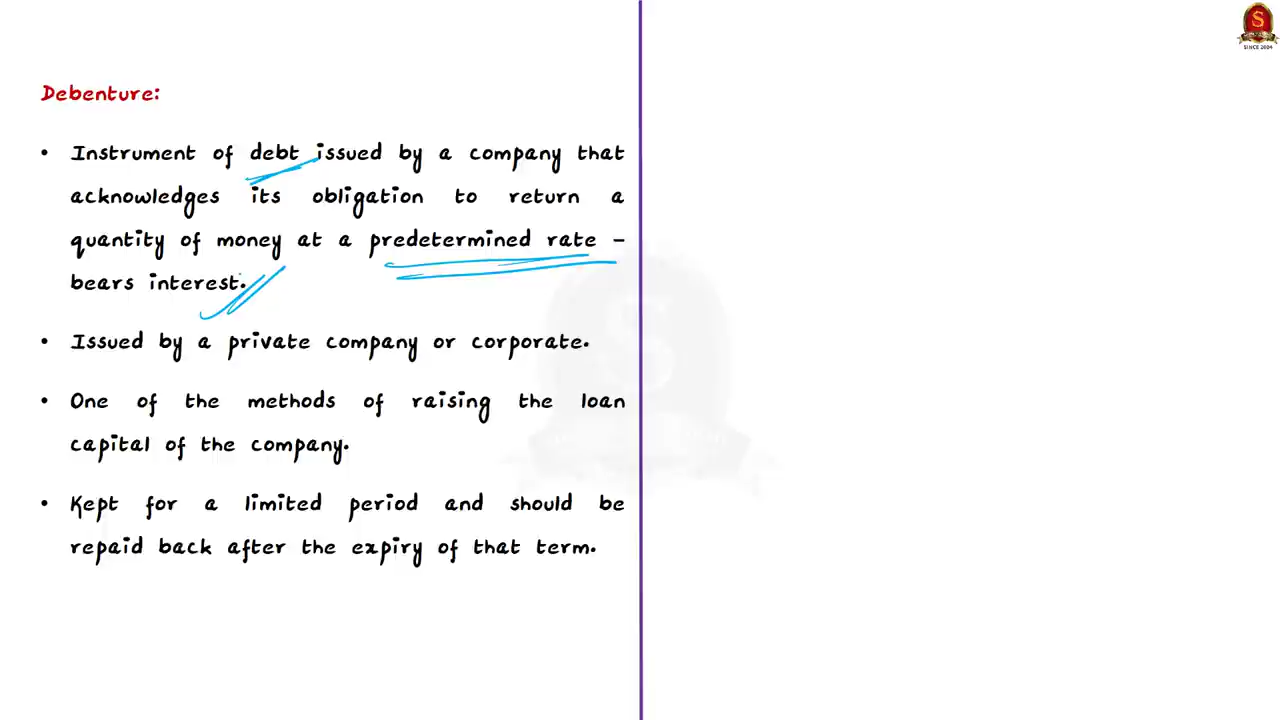 S
SINCE 2004
Debenture:
• Instrument of debt issued by a company that
acknowledges its obligation to return a
quantity of money at a predetermined rate –
bears interest.
• Issued by a private company or corporate.
• One of the methods of raising the loan
capital of the company.
• Kept for a limited period and should be
repaid back after the expiry of that term.